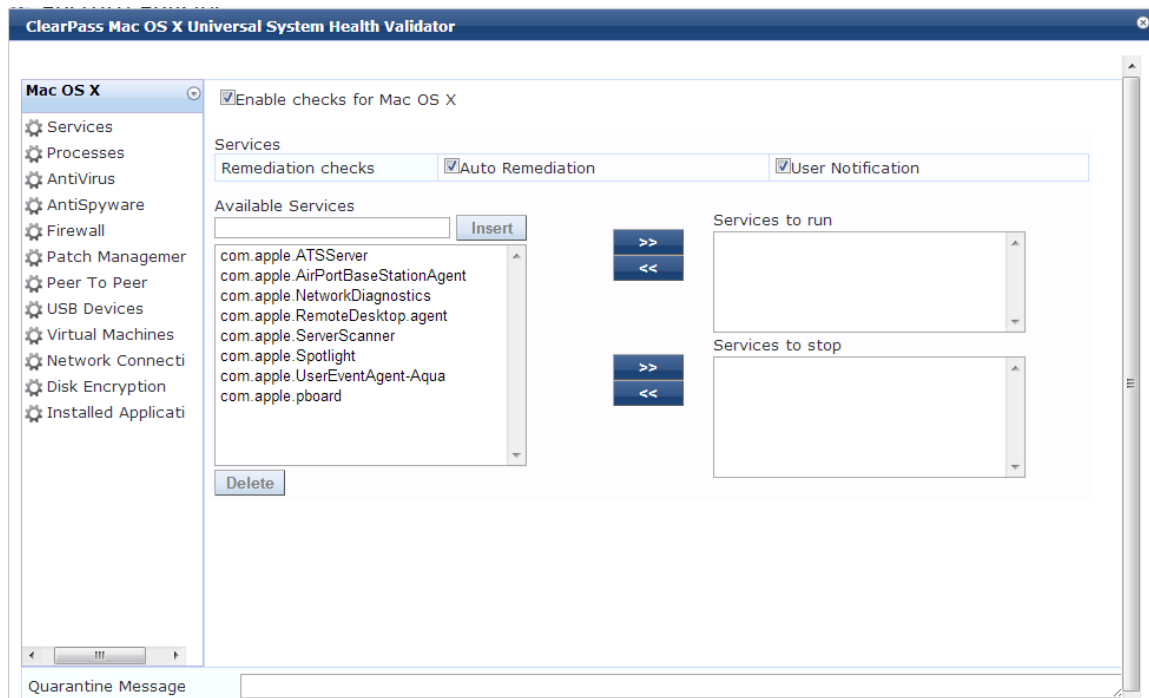 ClearPass Mac OS X Universal System Health Validator
Mac OS X
Services
Processes
AntiVirus
AntiSpyware
Firewall
Patch Managemer
Peer To Peer
USB Devices
Virtual Machines
Network Connecti
Disk Encryption
Installed Applicati
Enable checks for Mac OS X
Services
Remediation checks Auto Remediation User Notification
Available Services
Insert
com.apple.ATSServer
com.apple.AirPortBaseStationAgent
com.apple.NetworkDiagnostics
com.apple.RemoteDesktop.agent
com.apple.ServerScanner
com.apple.Spotlight
com.apple.UserEventAgent-Aqua
com.apple.pboard
Delete
>>
<<
Services to run
>>
<<
Services to stop
Quarantine Message